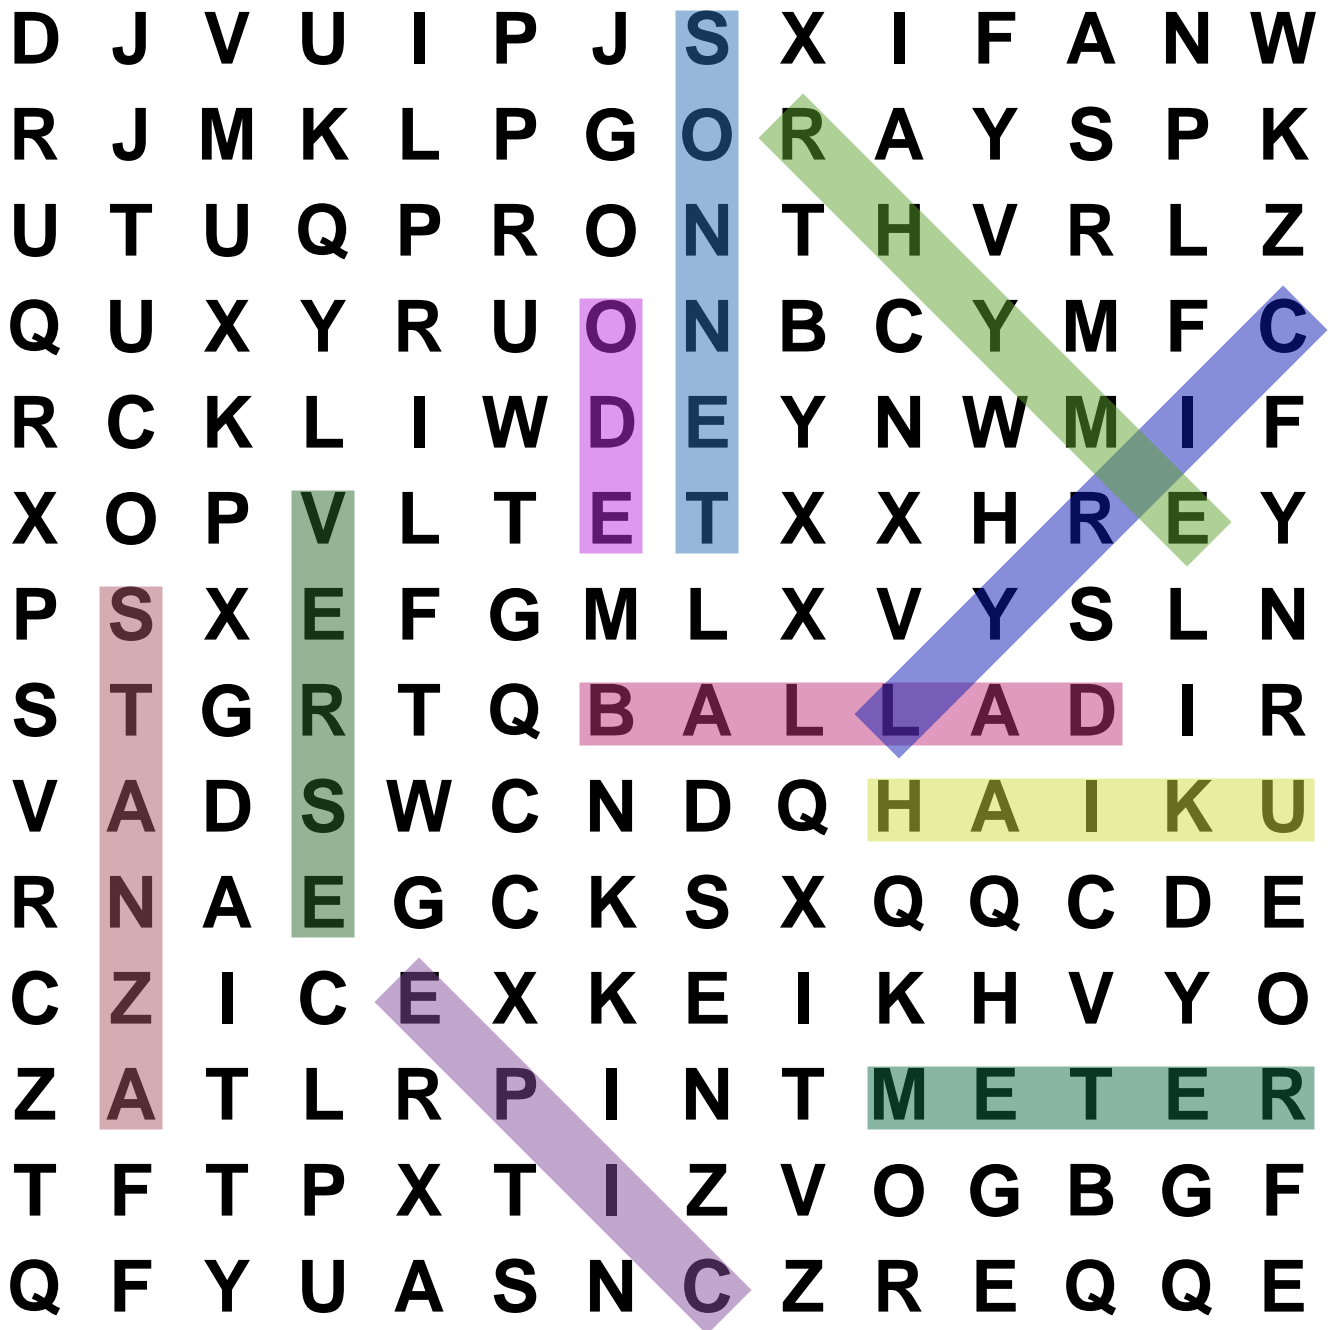 D J V U I P J S X I F A N W
R J M K L P G O R A Y S P K
U T U Q P R O N T H V R L Z
Q U X Y R U O N B C Y M F C
R C K L I W D E Y N W M I F
X O P V L T E T X X H R E Y
P S X E F G M L X V Y S L N
S T G R T Q B A L L A D I R
V A D S W C N D Q H A I K U
R N A E G C K S X Q Q C D E
C Z I C E X K E I K H V Y O
Z A T L R P I N T M E T E R
T F T P X T I Z V O G B G F
Q F Y U A S N C Z R E Q Q E